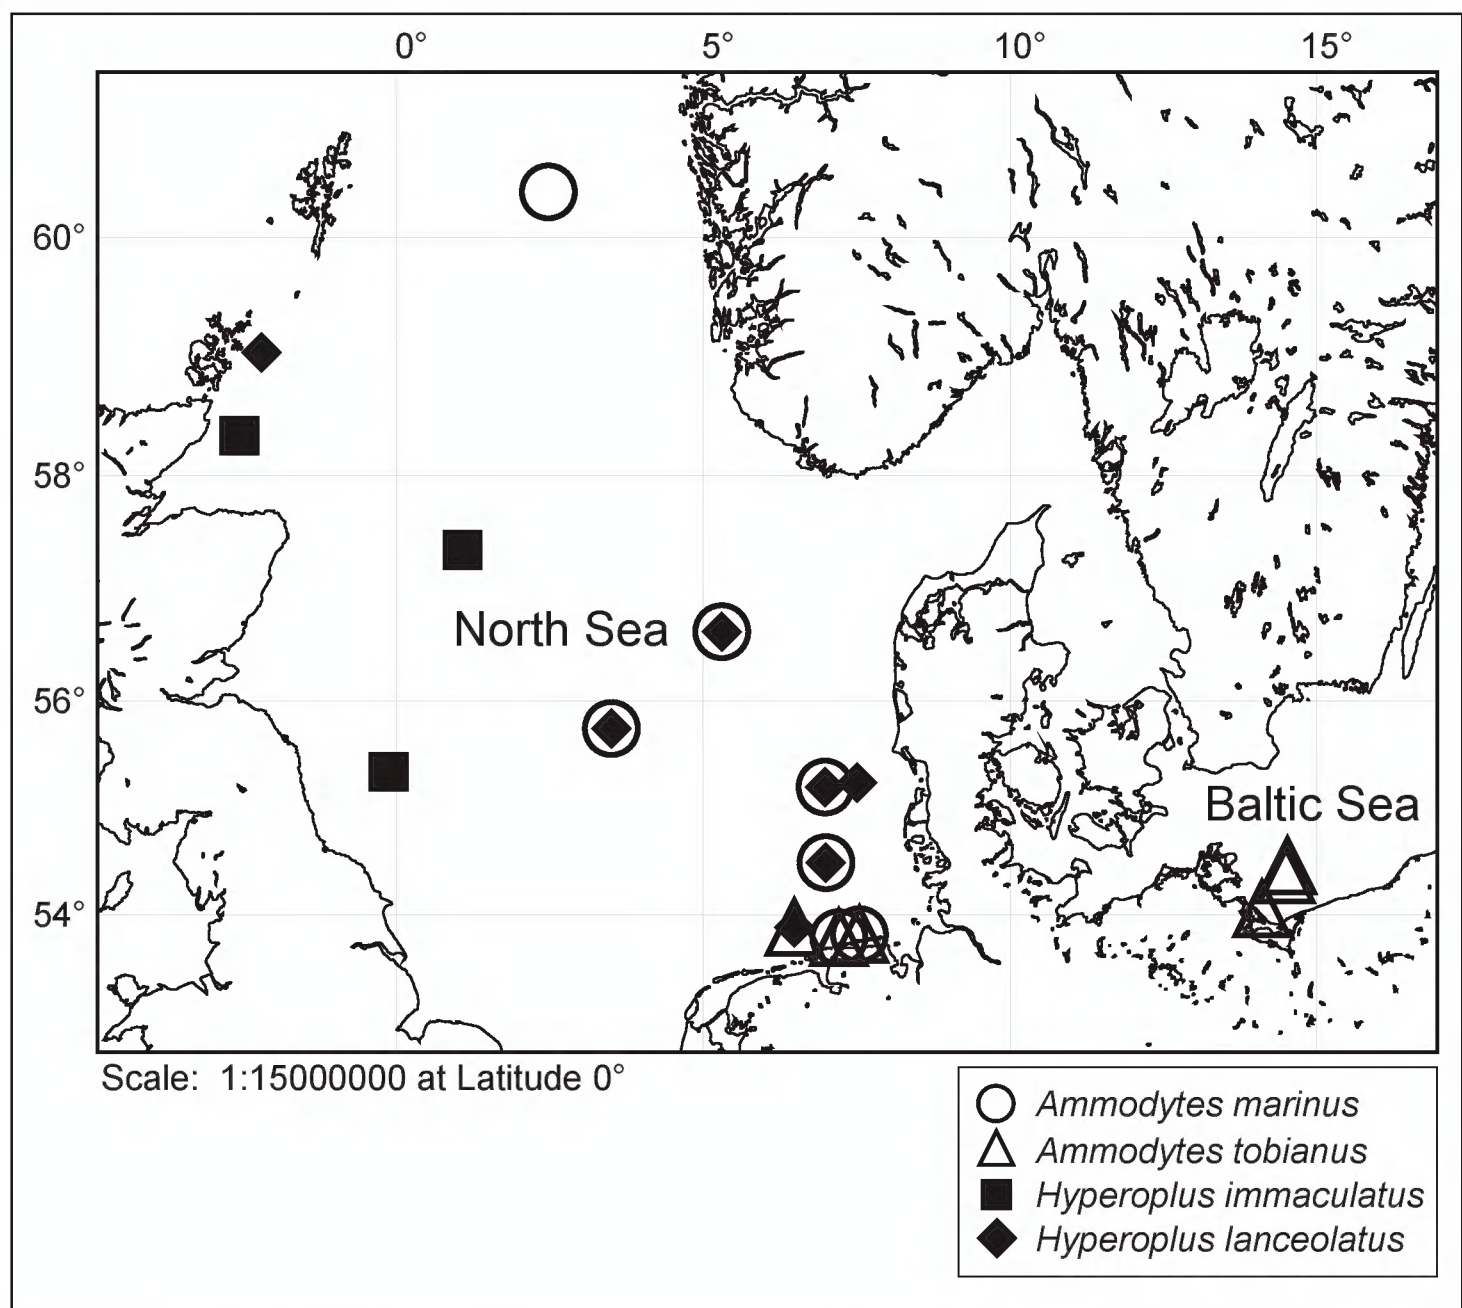 0° 5° 10° 15°
60°
58°
North Sea
56°
Baltic Sea
54°
Scale: 1:15000000 at Latitude 0°
Ammodytes marinus
Ammodytes tobianus
Hyperoplus immaculatus
Hyperoplus lanceolatus